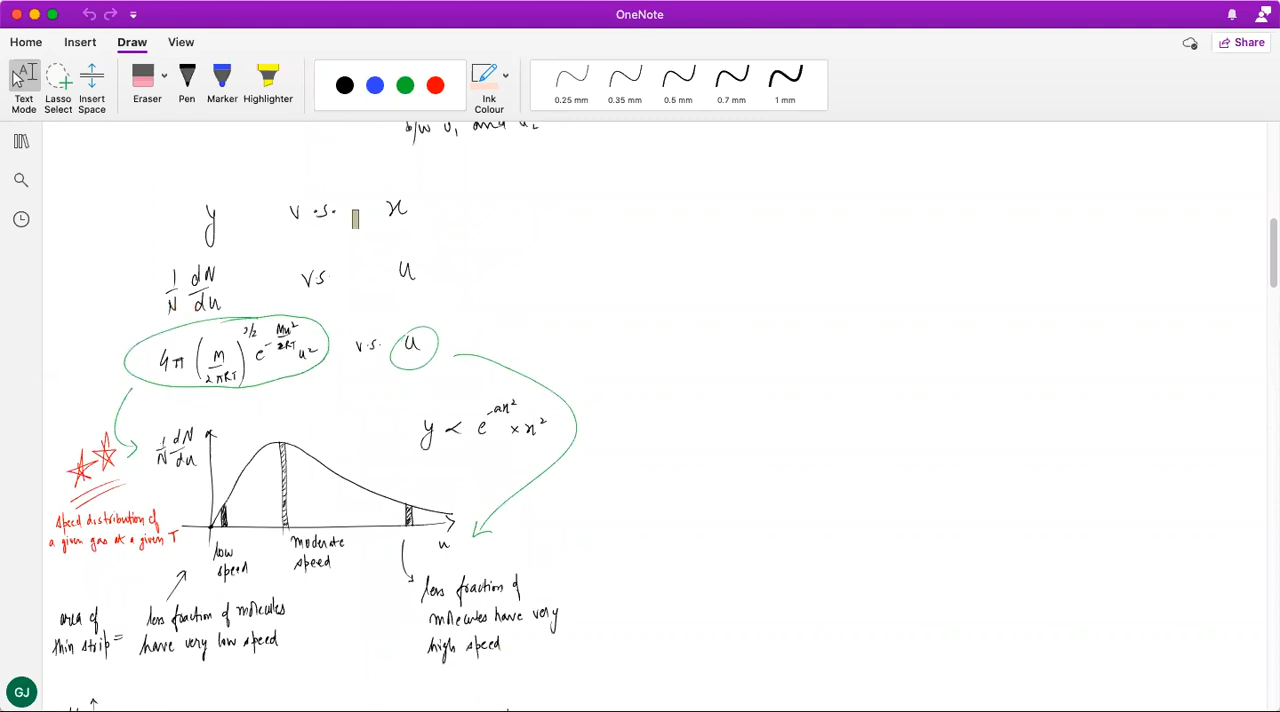 OneNote
Home Insert Draw View
Share
Text Mode
Lasso Select
Insert Space
Eraser
Pen
Marker
Highlighter
Ink Colour
0.25 mm
0.35 mm
0.5 mm
0.7 mm
1 mm
b/w u₁ and u₂
y v.s. x
1/N dN/du v.s. u
4π (M/2πRT)^3/2 e^-Mu²/2RT u² v.s. u
y ∝ e^-ax² × x²
1/N dN/du
u
speed distribution of
a given gas at a given T
low
speed
moderate
speed
less fraction of
molecules have very
high speed
area of
thin strip =
less fraction of molecules
have very low speed
GJ